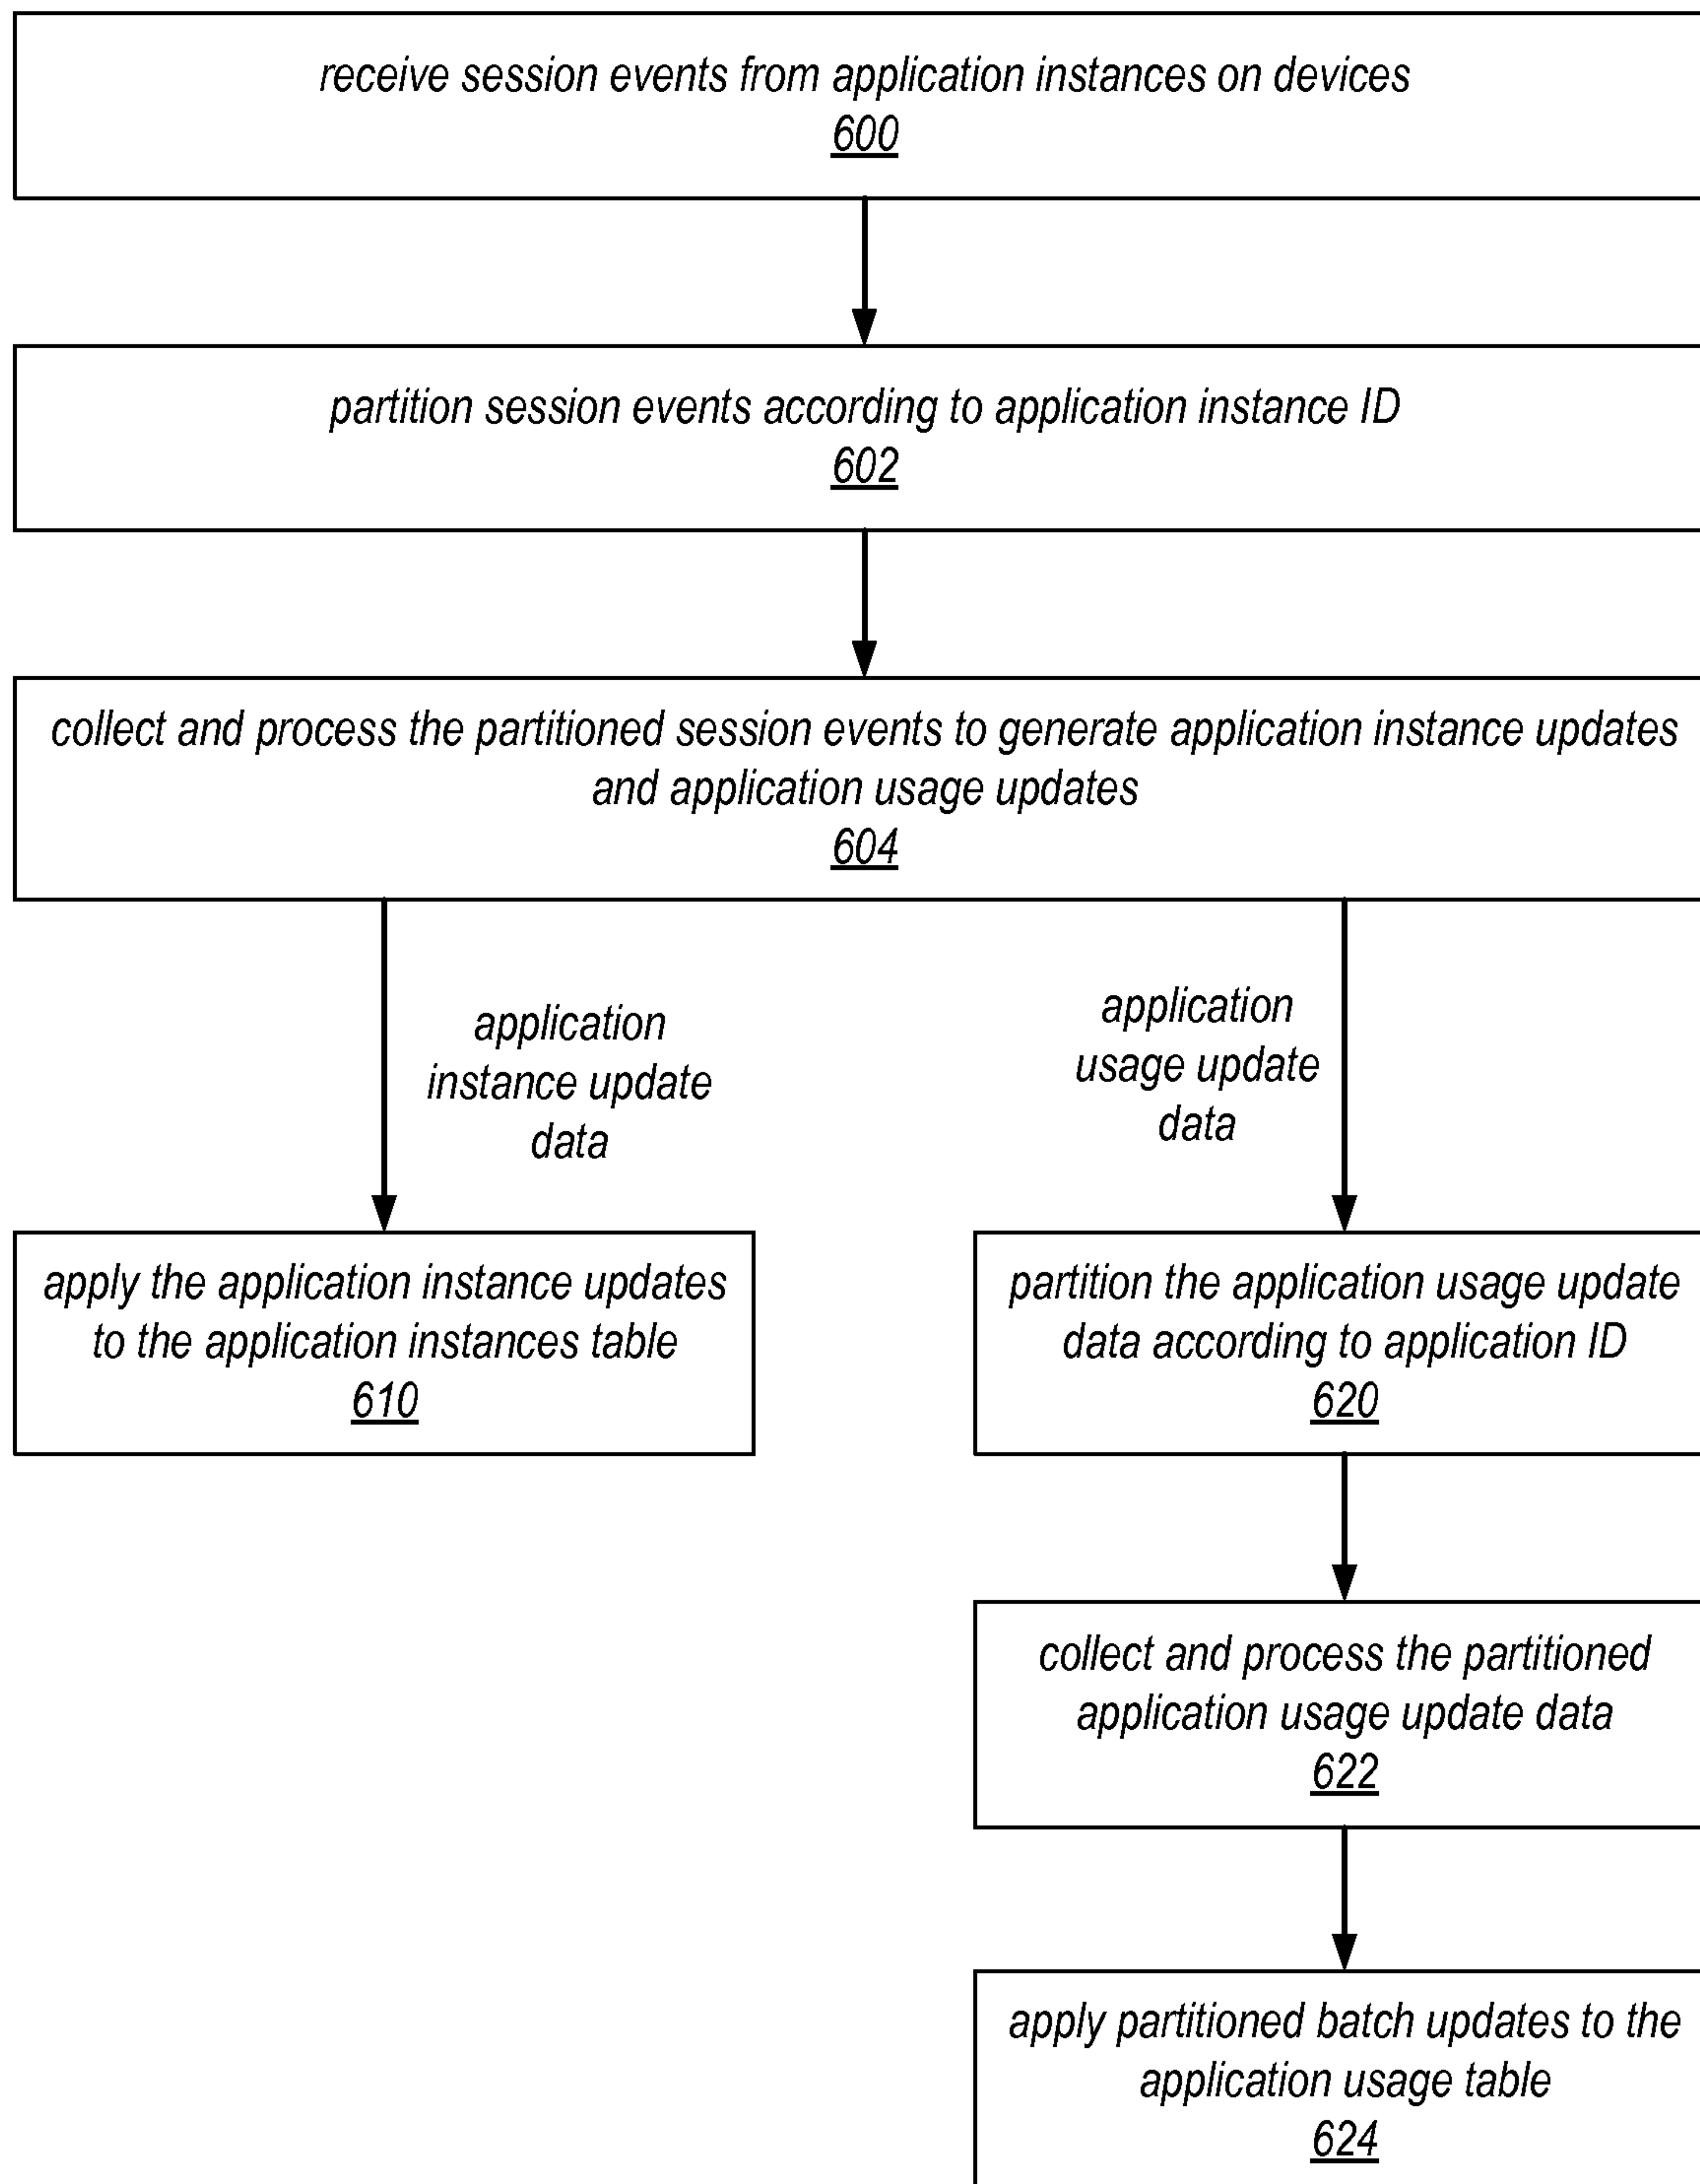 receive session events from application instances on devices
600
partition session events according to application instance ID
602
collect and process the partitioned session events to generate application instance updates
and application usage updates
604
application
instance update
data
application
usage update
data
apply the application instance updates
to the application instances table
610
partition the application usage update
data according to application ID
620
collect and process the partitioned
application usage update data
622
apply partitioned batch updates to the
application usage table
624